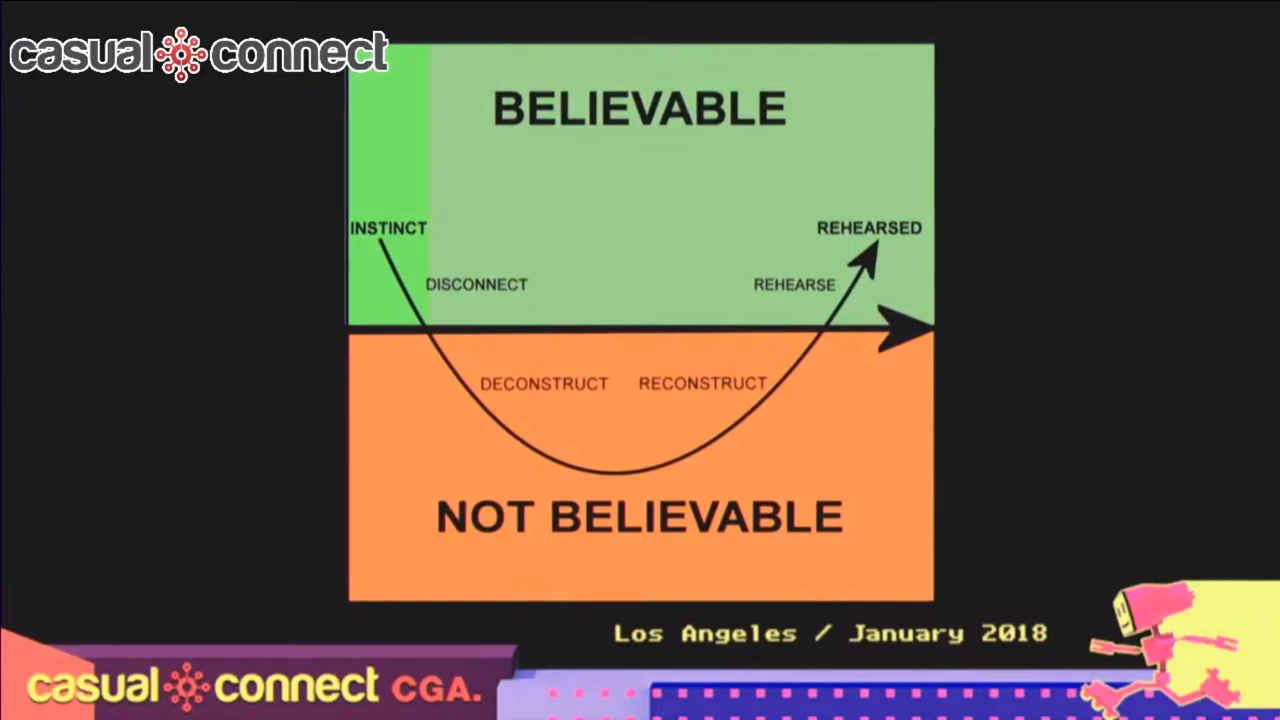 casual connect
BELIEVABLE
INSTINCT
REHEARSED
DISCONNECT
REHEARSE
DECONSTRUCT
RECONSTRUCT
NOT BELIEVABLE
Los Angeles / January 2018
casual connect CGA.